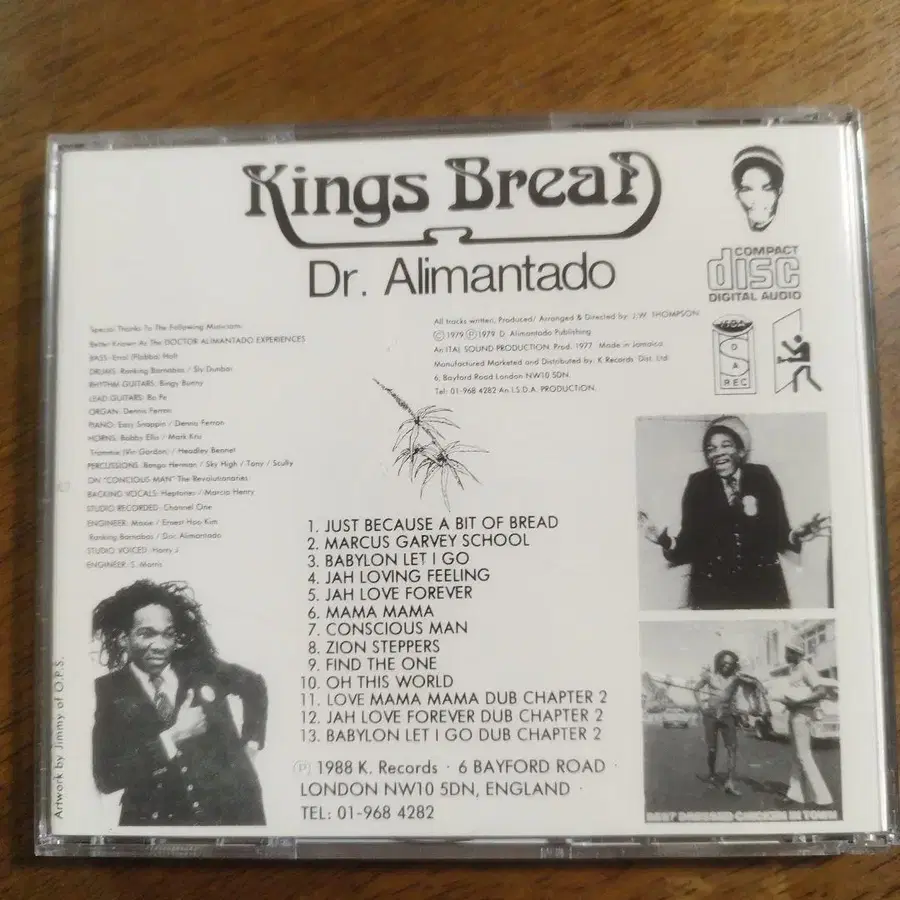 Kings Bread
Dr. Alimantado
COMPACT
disc
DIGITAL AUDIO
Special Thanks To The Following Musicians
Better Known As The DOCTOR ALIMANTADO EXPERIENCES
BASS: Errol (Flabba) Holt
DRUMS: Ranking Barnabas / Sly Dunbar
RHYTHM GUITARS: Bingy Bunny
LEAD GUITARS: Bo Pe
ORGAN: Dennis Ferron
PIANO: Easy Snappin / Dennis Ferron
HORNS: Bobby Ellis / Mark Kru
Trommie (Vin Gordon) / Headley Bennet
PERCUSSIONS: Bongo Herman / Sky High / Tony / Scully
ON "CONCIOUS MAN" The Revolutionaries
BACKING VOCALS: Heptones / Marcia Henry
STUDIO RECORDED: Channel One
ENGINEER: Maxie / Ernest Hoo Kim
Ranking Barnabas / Doc Alimantado
STUDIO VOICED: Harry J
ENGINEER: S. Morris
All tracks written, Produced/ Arranged & Directed by: J.W. THOMPSON
Ⓒ 1979 Ⓟ 1979 D. Alimantado Publishing
An ITAL SOUND PRODUCTION. Prod. 1977 Made in Jamaica
Manufactured Marketed and Distributed by: K Records Dist. Ltd
6, Bayford Road London NW10 5DN.
Tel: 01-968 4282 An I.S.D.A. PRODUCTION.
D
S
A
REC
1. JUST BECAUSE A BIT OF BREAD
2. MARCUS GARVEY SCHOOL
3. BABYLON LET I GO
4. JAH LOVING FEELING
5. JAH LOVE FOREVER
6. MAMA MAMA
7. CONSCIOUS MAN
8. ZION STEPPERS
9. FIND THE ONE
10. OH THIS WORLD
11. LOVE MAMA MAMA DUB CHAPTER 2
12. JAH LOVE FOREVER DUB CHAPTER 2
13. BABYLON LET I GO DUB CHAPTER 2
Ⓟ 1988 K. Records · 6 BAYFORD ROAD ·
LONDON NW10 5DN, ENGLAND ·
TEL: 01-968 4282
BEST DRESSED CHICKEN IN TOWN
Artwork by Jimmy of O.P.S.